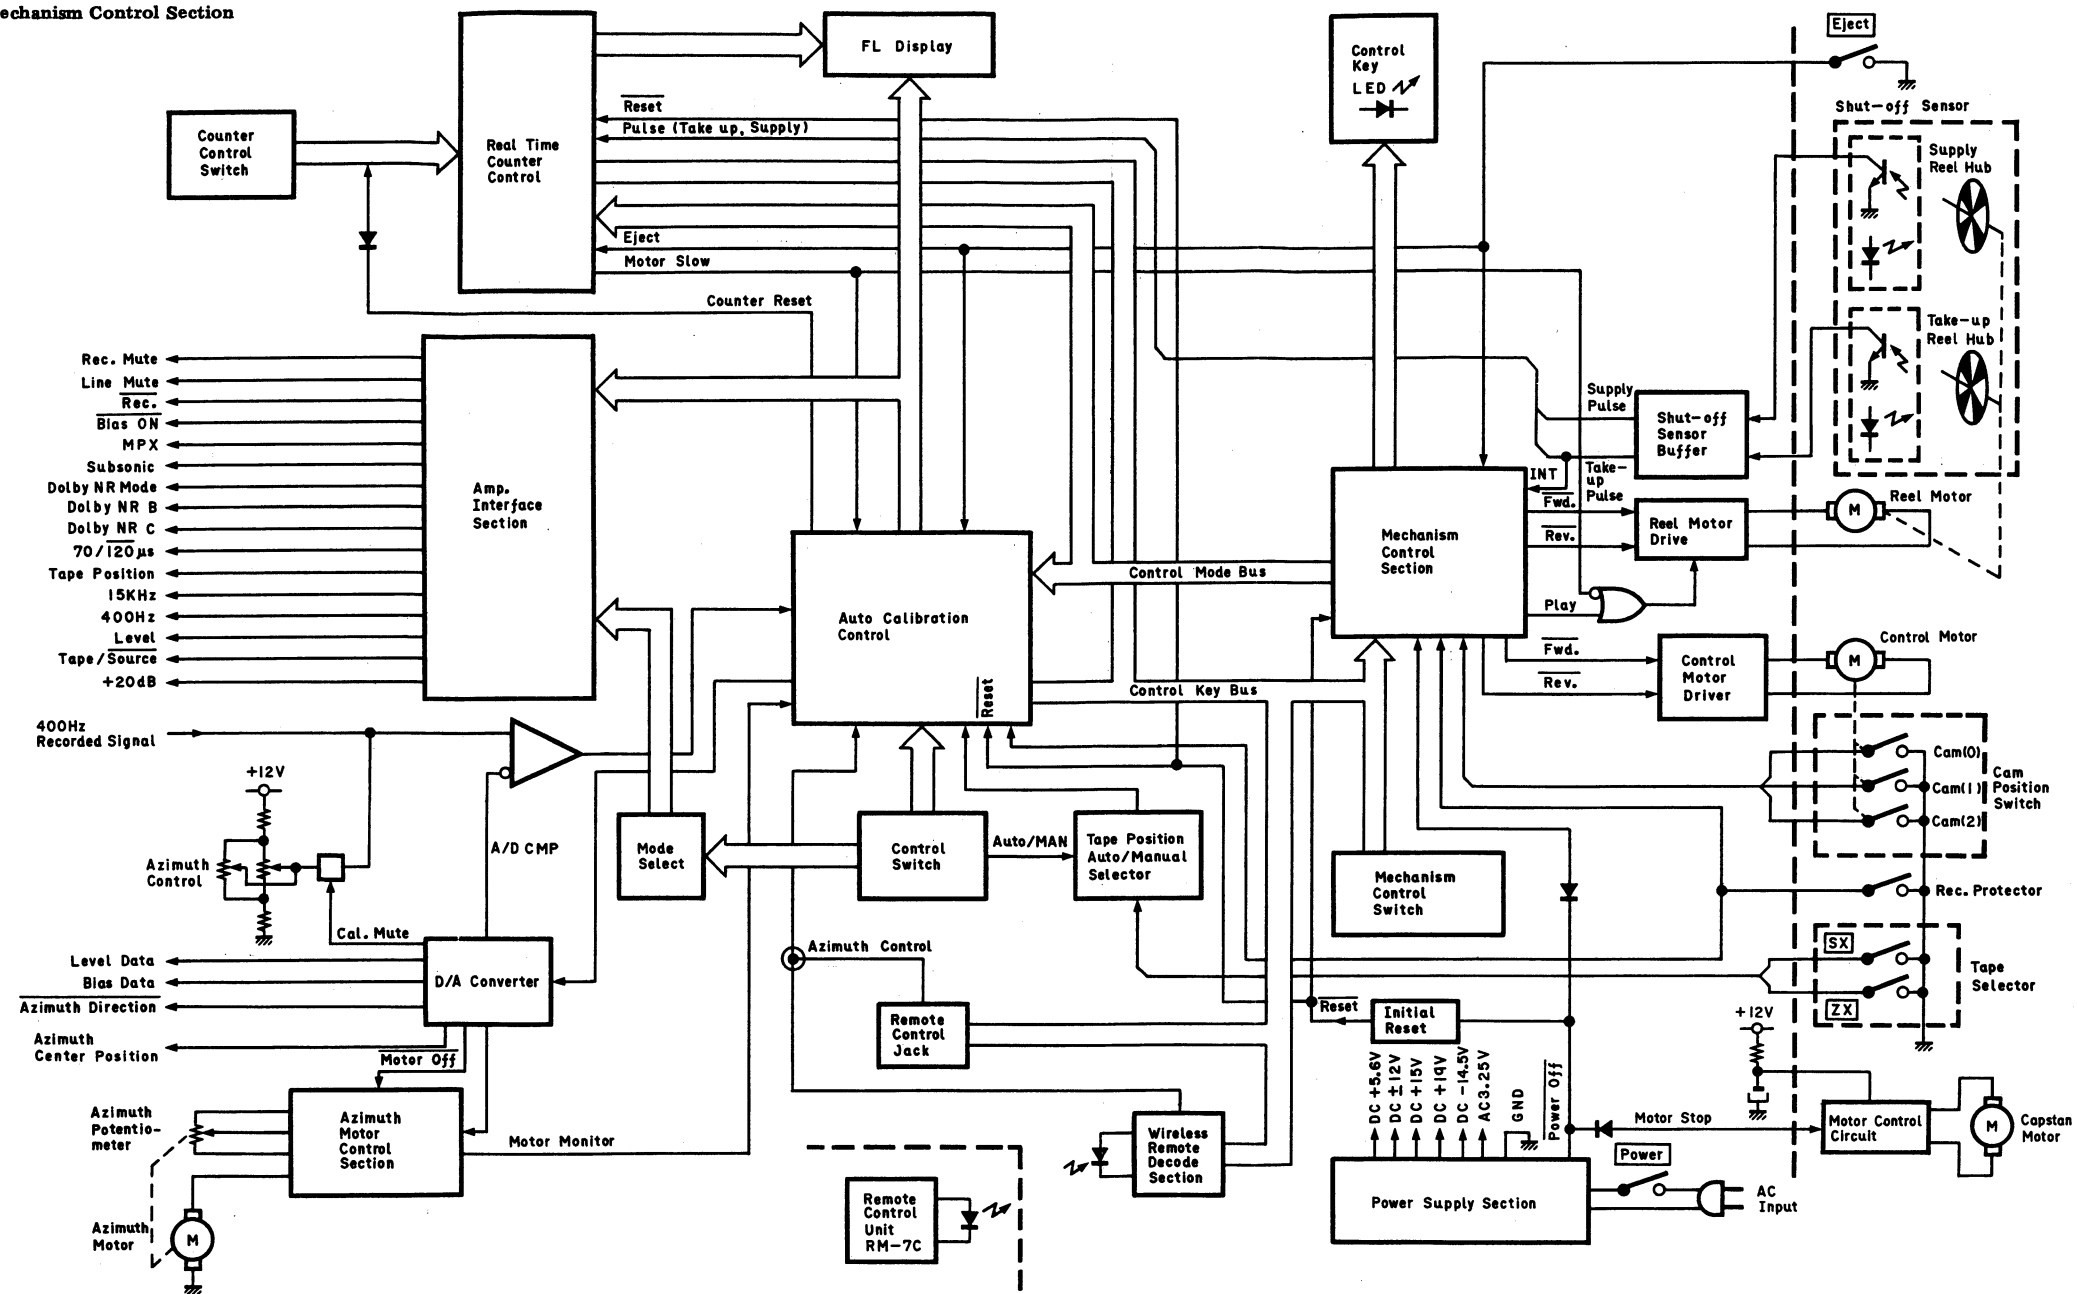 echanism Control Section
FL Display
Control
Key
LED
Eject
Shut-off Sensor
Supply
Reel Hub
Take-up
Reel Hub
Counter
Control
Switch
Real Time
Counter
Control
Reset
Pulse (Take up, Supply)
Eject
Motor Slow
Counter Reset
Rec. Mute
Line Mute
Rec.
Bias ON
MPX
Subsonic
Dolby NR Mode
Dolby NR B
Dolby NR C
70/120µs
Tape Position
15KHz
400Hz
Level
Tape/Source
+20dB
Amp.
Interface
Section
Supply
Pulse
Shut-off
Sensor
Buffer
INT
Take-
up
Pulse
Fwd.
Rev.
Reel Motor
Drive
Reel Motor
M
Mechanism
Control
Section
Control Mode Bus
Play
Auto Calibration
Control
Reset
Control Key Bus
Fwd.
Rev.
Control
Motor
Driver
Control Motor
M
400Hz
Recorded Signal
+12V
Azimuth
Control
A/D CMP
Cal. Mute
Mode
Select
Control
Switch
Auto/MAN
Tape Position
Auto/Manual
Selector
Mechanism
Control
Switch
Cam(0)
Cam(1)
Cam(2)
Cam
Position
Switch
Rec. Protector
SX
ZX
Tape
Selector
Level Data
Bias Data
Azimuth Direction
Azimuth
Center Position
D/A Converter
Motor Off
Azimuth Control
Remote
Control
Jack
Reset
Initial
Reset
+12V
DC +5.6V
DC ±12V
DC +15V
DC +19V
DC -14.5V
AC 3.25V
GND
Power Off
Motor Stop
Motor Control
Circuit
M
Capstan
Motor
Azimuth
Potentio-
meter
Azimuth
Motor
Control
Section
Motor Monitor
Wireless
Remote
Decode
Section
Power
Power Supply Section
AC
Input
Azimuth
Motor
M
Remote
Control
Unit
RM-7C